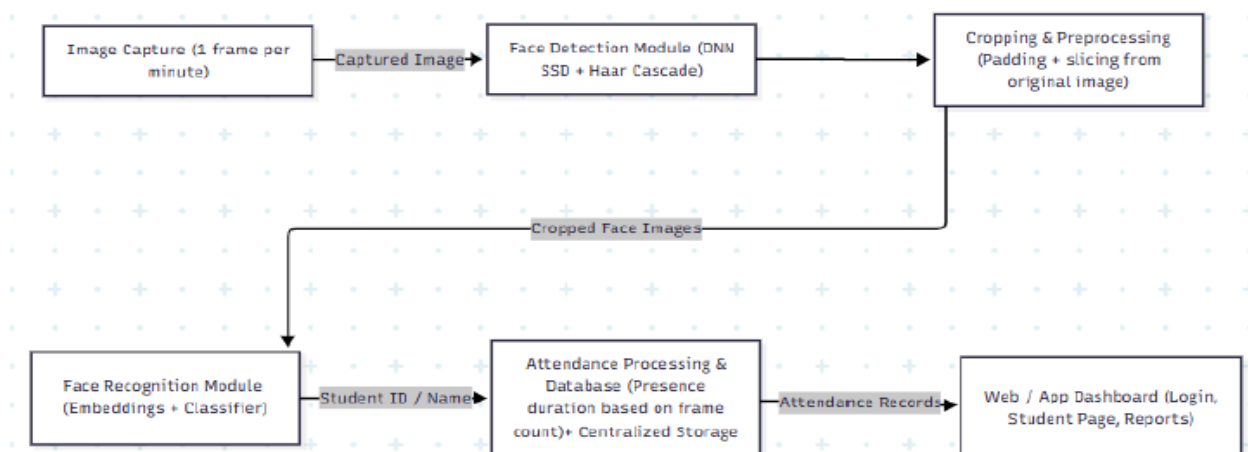 Image Capture (1 frame per
minute)
Captured Image
Face Detection Module (DNN
SSD + Haar Cascade)
Cropping & Preprocessing
(Padding + slicing from
original image)
Cropped Face Images
Face Recognition Module
(Embeddings + Classifier)
Student ID / Name
Attendance Processing &
Database (Presence
duration based on frame
count)+ Centralized Storage
Attendance Records
Web / App Dashboard (Login,
Student Page, Reports)